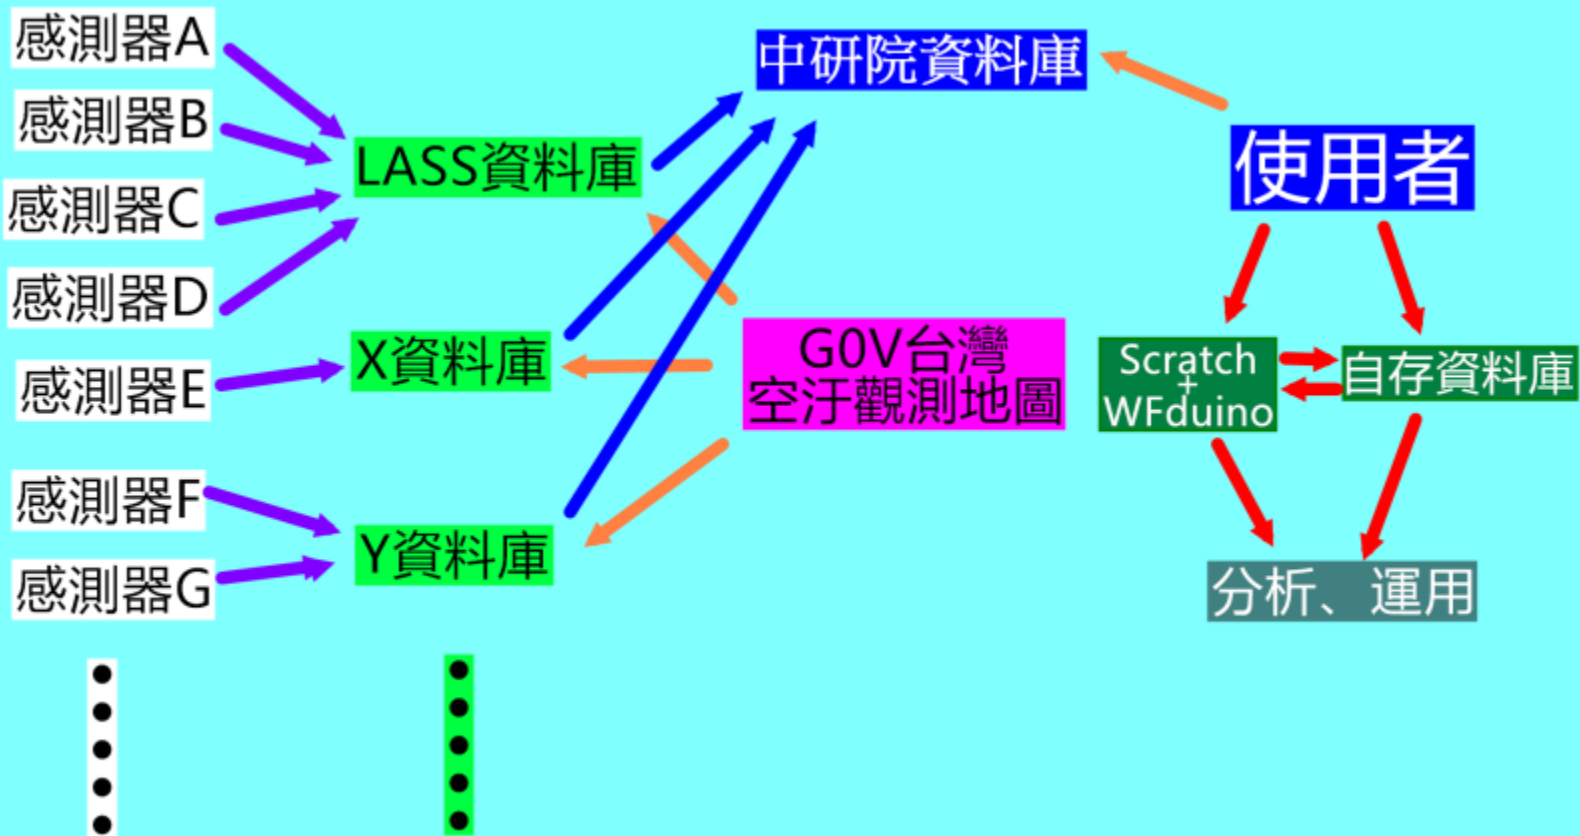 感測器A
感測器B
感測器C
感測器D
感測器E
感測器F
感測器G
LASS資料庫
X資料庫
Y資料庫
中研院資料庫
G0V台灣
空汙觀測地圖
使用者
Scratch
+
WFduino
自存資料庫
分析、運用